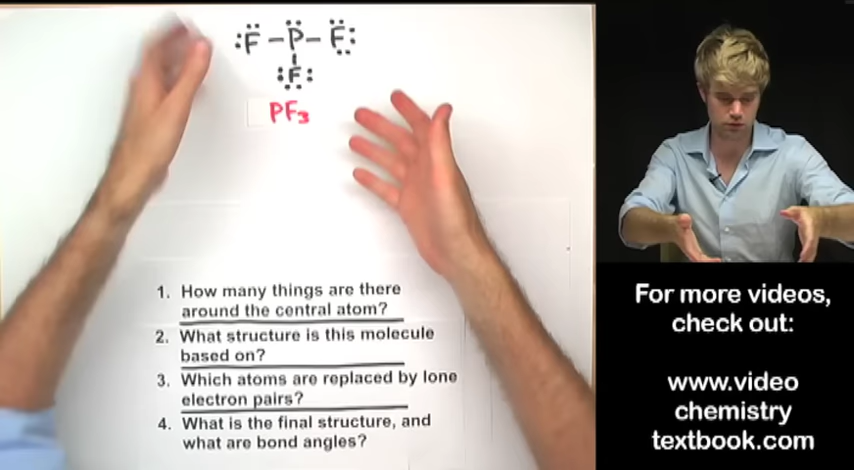 F – P – F
F
PF3
1. How many things are there
around the central atom?
2. What structure is this molecule
based on?
3. Which atoms are replaced by lone
electron pairs?
4. What is the final structure, and
what are bond angles?
For more videos,
check out:
www.video
chemistry
textbook.com